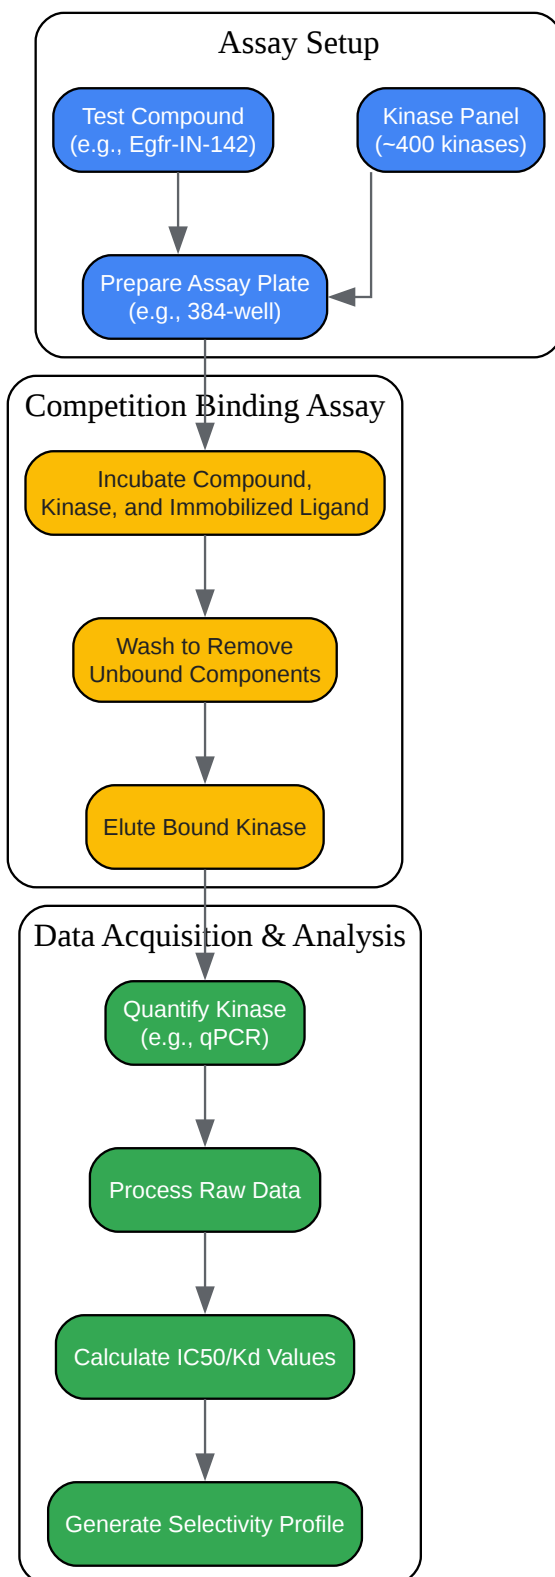 Assay Setup
Test Compound
(e.g., Egfr-IN-142)
Kinase Panel
(~400 kinases)
Prepare Assay Plate
(e.g., 384-well)
Competition Binding Assay
Incubate Compound,
Kinase, and Immobilized Ligand
Wash to Remove
Unbound Components
Elute Bound Kinase
Data Acquisition & Analysis
Quantify Kinase
(e.g., qPCR)
Process Raw Data
Calculate IC50/Kd Values
Generate Selectivity Profile